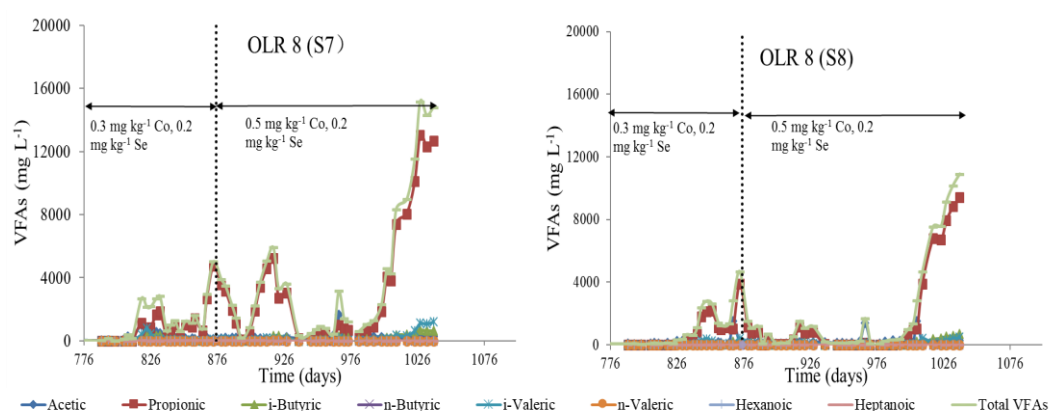 OLR 8 (S7)
20000
16000
12000
8000
4000
0
VFAs (mg L⁻¹)
0.3 mg kg⁻¹ Co, 0.2
mg kg⁻¹ Se
0.5 mg kg⁻¹ Co, 0.2
mg kg⁻¹ Se
776 826 876 926 976 1026 1076
Time (days)
OLR 8 (S8)
20000
16000
12000
8000
4000
0
VFAs (mg L⁻¹)
0.3 mg kg⁻¹ Co, 0.2
mg kg⁻¹ Se
0.5 mg kg⁻¹ Co, 0.2
mg kg⁻¹ Se
776 826 876 926 976 1026 1076
Time (days)
Acetic Propionic i-Butyric n-Butyric i-Valeric n-Valeric Hexanoic Heptanoic Total VFAs